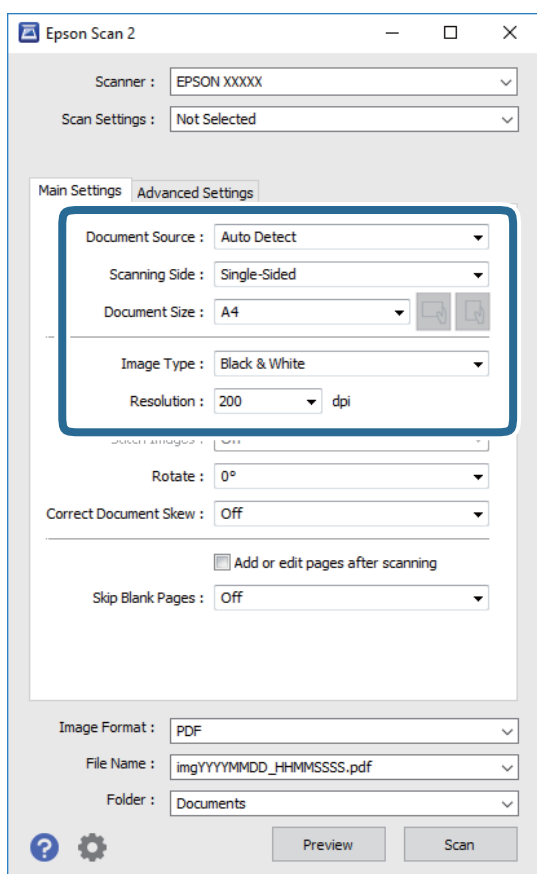 Epson Scan 2
Scanner : EPSON XXXXX
Scan Settings : Not Selected
Main Settings Advanced Settings
Document Source : Auto Detect
Scanning Side : Single-Sided
Document Size : A4
Image Type : Black & White
Resolution : 200 dpi
Rotate : 0°
Correct Document Skew : Off
Add or edit pages after scanning
Skip Blank Pages : Off
Image Format : PDF
File Name : imgYYYYMMDD_HHMMSSSS.pdf
Folder : Documents
? Preview Scan